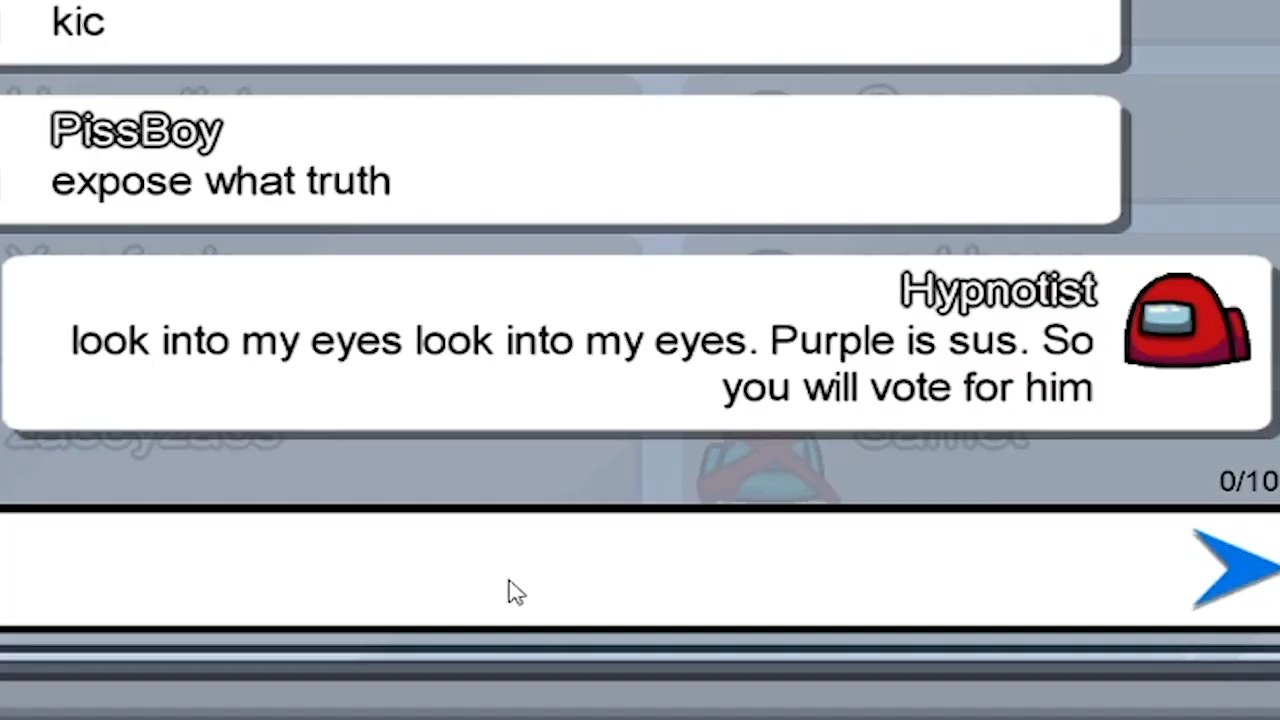 kic
PissBoy
expose what truth
Hypnotist
look into my eyes look into my eyes. Purple is sus. So
you will vote for him
0/10